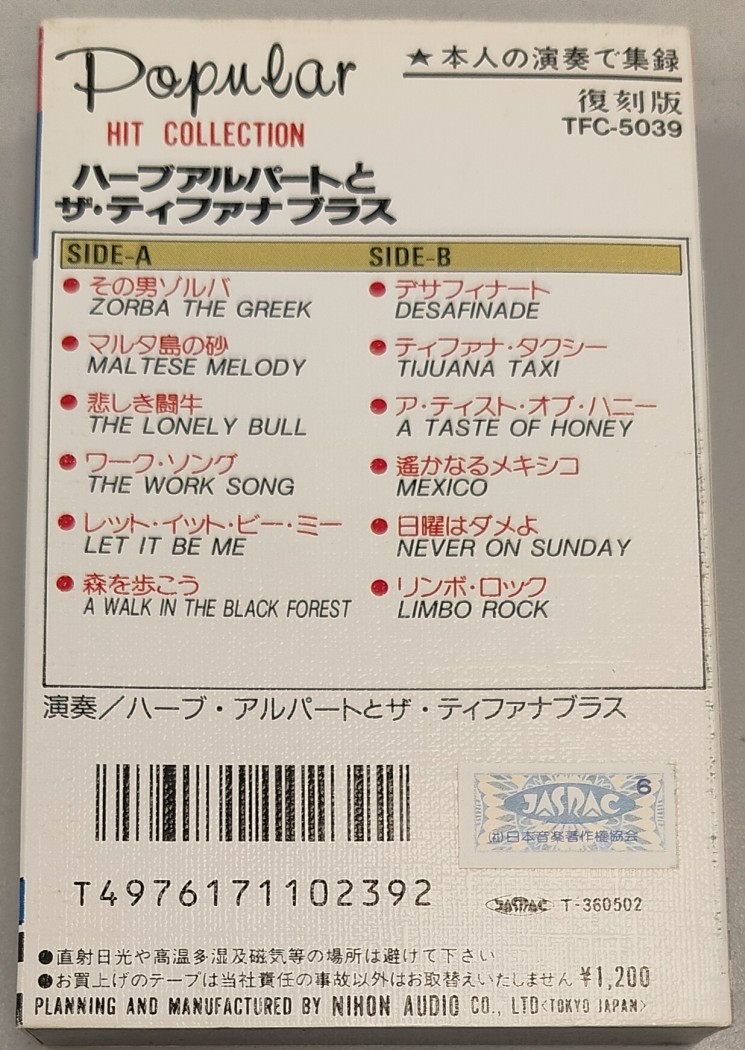 Popular
HIT COLLECTION
★本人の演奏で集録
復刻版
TFC-5039
ハーブアルパートと
ザ・ティファナブラス
SIDE-A
その男ゾルバ
ZORBA THE GREEK
マルタ島の砂
MALTESE MELODY
悲しき闘牛
THE LONELY BULL
ワーク・ソング
THE WORK SONG
レット・イット・ビー・ミー
LET IT BE ME
森を歩こう
A WALK IN THE BLACK FOREST
SIDE-B
デサフィナート
DESAFINADE
ティファナ・タクシー
TIJUANA TAXI
ア・ティスト・オブ・ハニー
A TASTE OF HONEY
遙かなるメキシコ
MEXICO
日曜はダメよ
NEVER ON SUNDAY
リンボ・ロック
LIMBO ROCK
演奏/ハーブ・アルパートとザ・ティファナブラス
T4976171102392
6
JASRAC
(社)日本音楽著作権協会
JASRAC T-360502
●直射日光や高温多湿及磁気等の場所は避けて下さい
●お買上げのテープは当社責任の事故以外はお取替えいたしません ¥1,200
PLANNING AND MANUFACTURED BY NIHON AUDIO CO., LTD<TOKYO JAPAN>